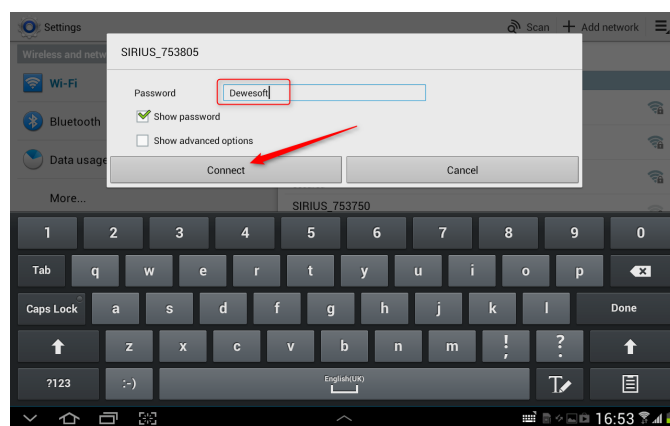 Settings Scan Add network
Wireless and netw
SIRIUS_753805
Wi-Fi
Password Dewesoft
Show password
Bluetooth
Show advanced options
Data usage
Connect Cancel
More...
SIRIUS_753750
1 2 3 4 5 6 7 8 9 0
Tab q w e r t y u i o p
Caps Lock a s d f g h j k l Done
z x c v b n m ! , ? .
?123 :-) English(UK) T
16:53